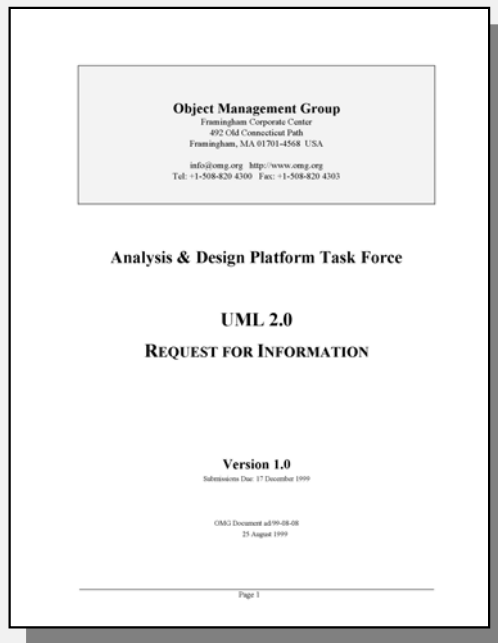 Object Management Group
Framingham Corporate Center
492 Old Connecticut Path
Framingham, MA 01701-4568 USA
info@omg.org http://www.omg.org
Tel: +1-508-820 4300 Fax: +1-508-820 4303
Analysis & Design Platform Task Force
UML 2.0
REQUEST FOR INFORMATION
Version 1.0
Submissions Due: 17 December 1999
OMG Document ad/99-08-08
25 August 1999
Page 1